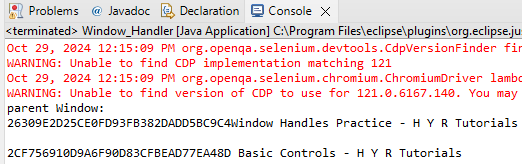 Problems @ Javadoc Declaration Console ×
<terminated> Window_Handler [Java Application] C:\Program Files\eclipse\plugins\org.eclipse.ju
Oct 29, 2024 12:15:09 PM org.openqa.selenium.devtools.CdpVersionFinder fin
WARNING: Unable to find CDP implementation matching 121
Oct 29, 2024 12:15:09 PM org.openqa.selenium.chromium.ChromiumDriver lambd
WARNING: Unable to find version of CDP to use for 121.0.6167.140. You may
parent Window:
26309E2D25CE0FD93FB382DADD5BC9C4Window Handles Practice - H Y R Tutorials
2CF756910D9A6F90D83CFBEAD77EA48D Basic Controls - H Y R Tutorials